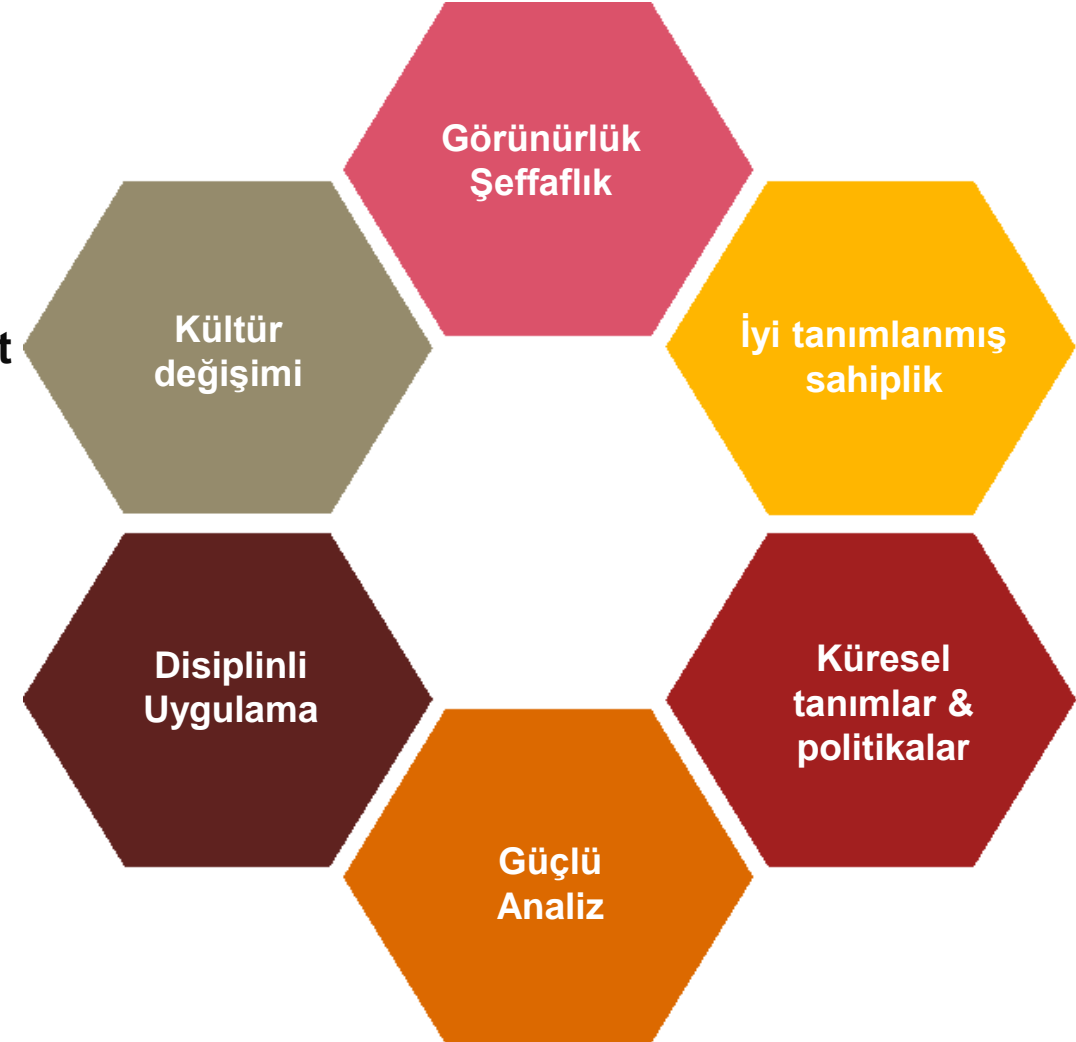 Görünürlük
Şeffaflık
İyi tanımlanmış
sahiplik
Küresel
tanımlar &
politikalar
Güçlü
Analiz
Disiplinli
Uygulama
Kültür
değişimi
t